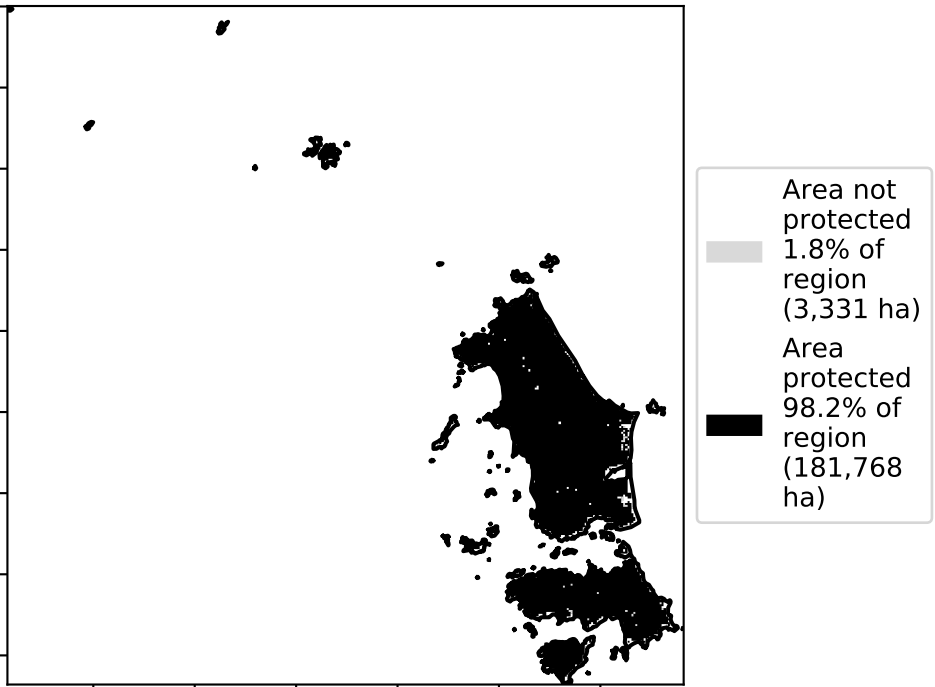 Area not
protected
1.8% of
region
(3,331 ha)
Area
protected
98.2% of
region
(181,768
ha)